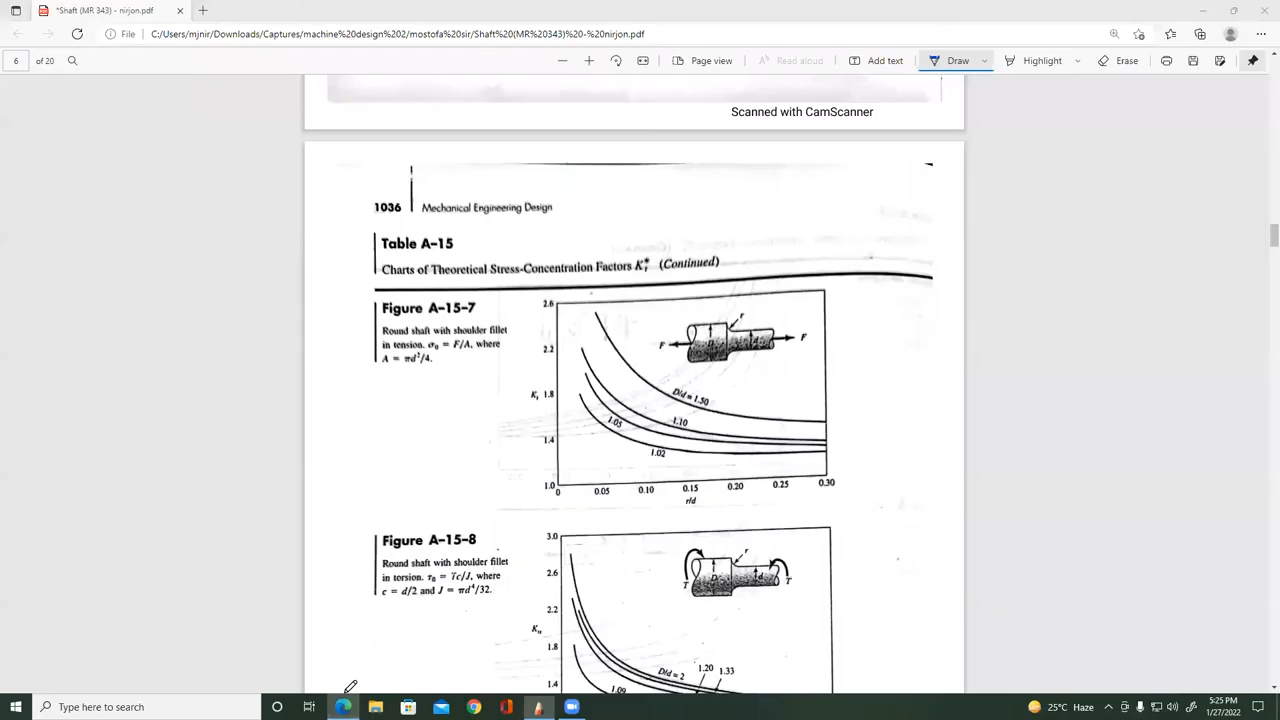 *Shaft (MR 343) - nirjon.pdf
File
C:/Users/mjnir/Downloads/Captures/machine%20design%202/mostofa%20sir/Shaft%20(MR%20343)%20-%20nirjon.pdf
6 of 20
Page view
Read aloud
Add text
Draw
Highlight
Erase
Scanned with CamScanner
1036 Mechanical Engineering Design
Table A-15
Charts of Theoretical Stress-Concentration Factors K*t (Continued)
Figure A-15-7
Round shaft with shoulder fillet
in tension. σ0 = F/A, where
A = πd²/4.
2.6
2.2
Kt 1.8
1.4
1.0
0 0.05 0.10 0.15 0.20 0.25 0.30
r/d
r
F
F
D/d = 1.50
1.10
1.05
1.02
Figure A-15-8
Round shaft with shoulder fillet
in torsion. τ0 = Tc/J, where
c = d/2 and J = πd⁴/32.
3.0
2.6
2.2
Kts
1.8
1.4
r
T D d T
D/d = 2
1.20 1.33
1.09
Type here to search
25°C Haze
5:25 PM
1/27/2022